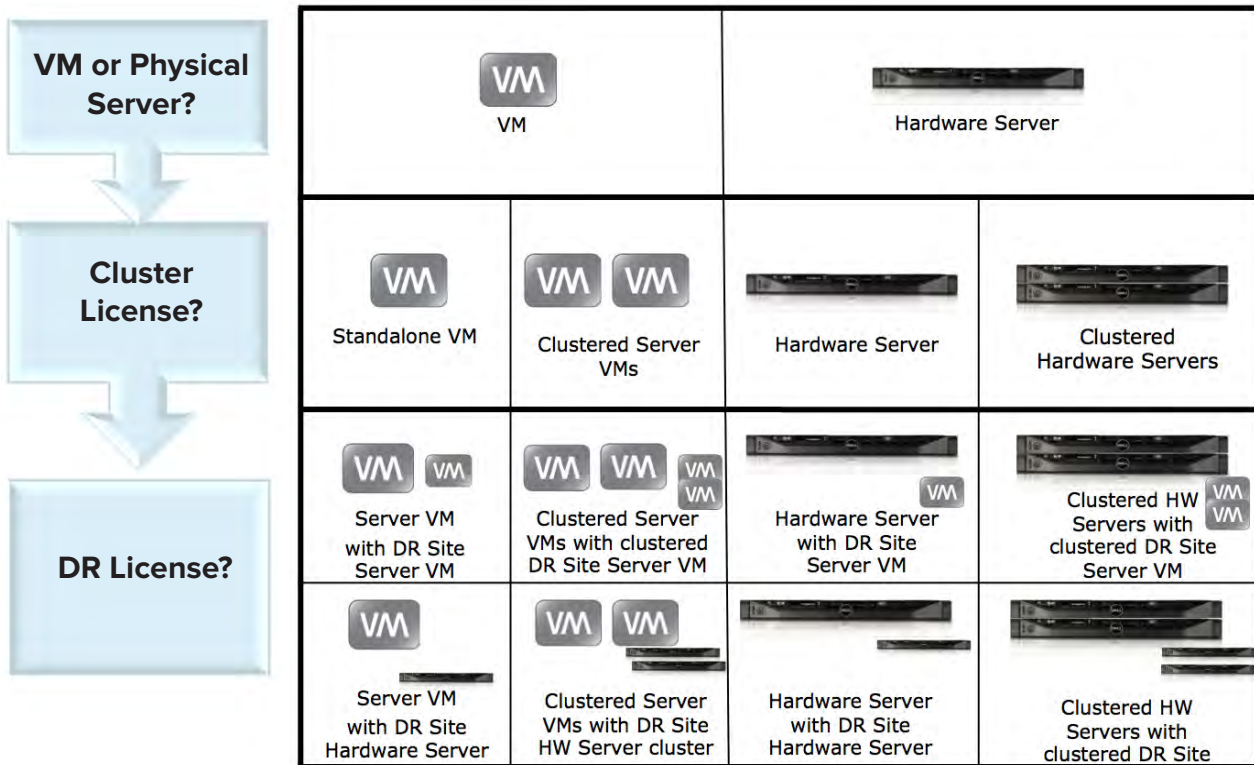 VM or Physical
Server?
VM
VM
Hardware Server
Cluster
License?
VM
Standalone VM
VM VM
Clustered Server
VMs
Hardware Server
Clustered
Hardware Servers
DR License?
VM VM
Server VM
with DR Site
Server VM
VM VM VM
VM
Clustered Server
VMs with clustered
DR Site Server VM
VM
Hardware Server
with DR Site
Server VM
VM
VM
Clustered HW
Servers with
clustered DR Site
Server VM
VM
Server VM
with DR Site
Hardware Server
VM VM
Clustered Server
VMs with DR Site
HW Server cluster
Hardware Server
with DR Site
Hardware Server
Clustered HW
Servers with
clustered DR Site